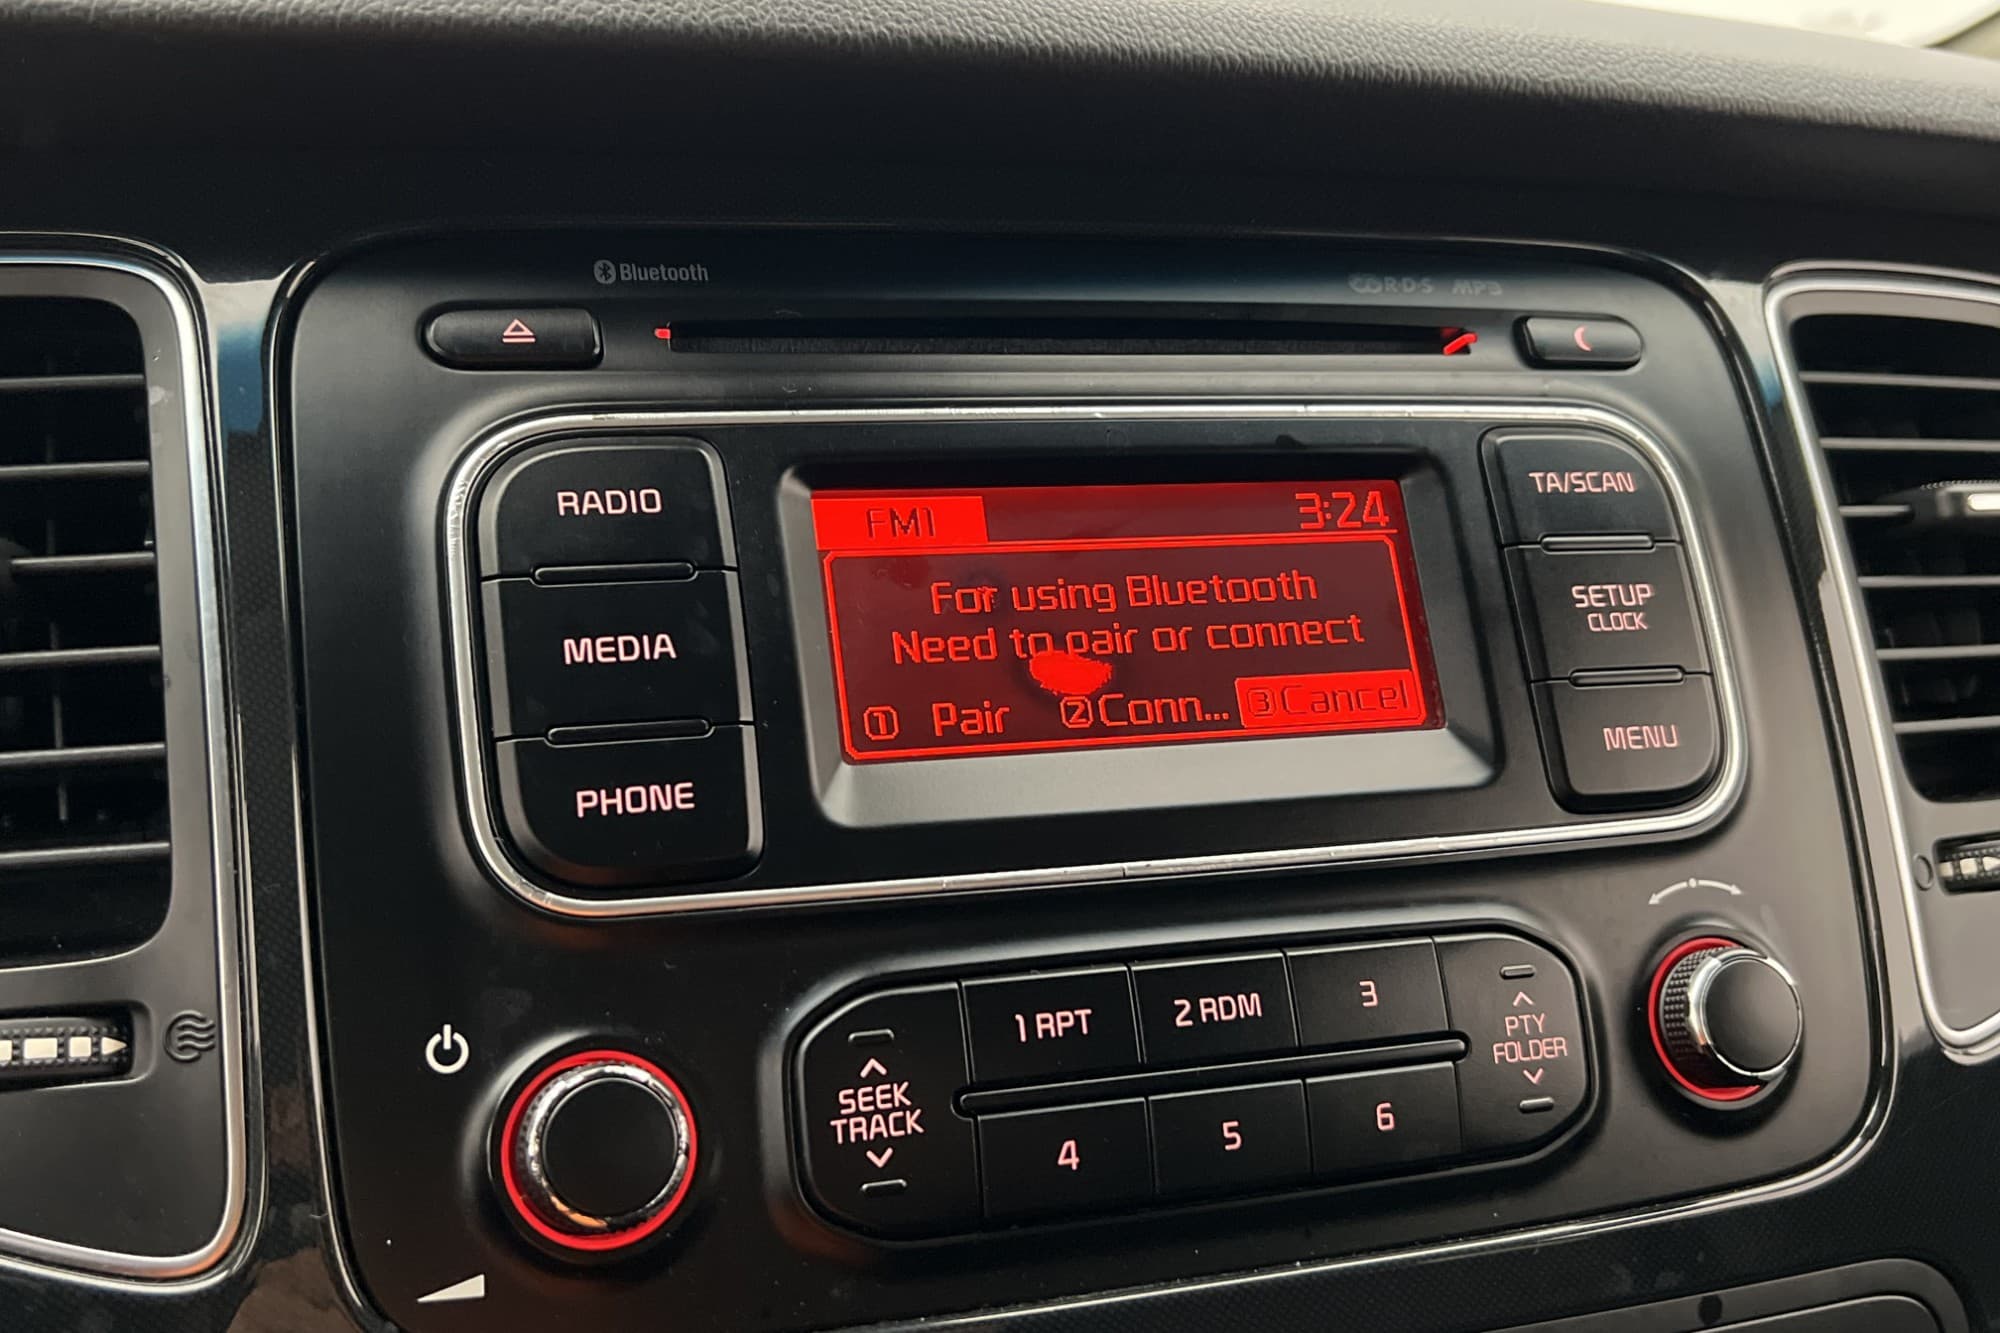 Bluetooth
R·D·S MP3
RADIO
MEDIA
PHONE
FM1 3:24
For using Bluetooth
Need to pair or connect
① Pair ②Conn... ③Cancel
TA/SCAN
SETUP
CLOCK
MENU
SEEK
TRACK
1 RPT
2 RDM
3
4
5
6
PTY
FOLDER